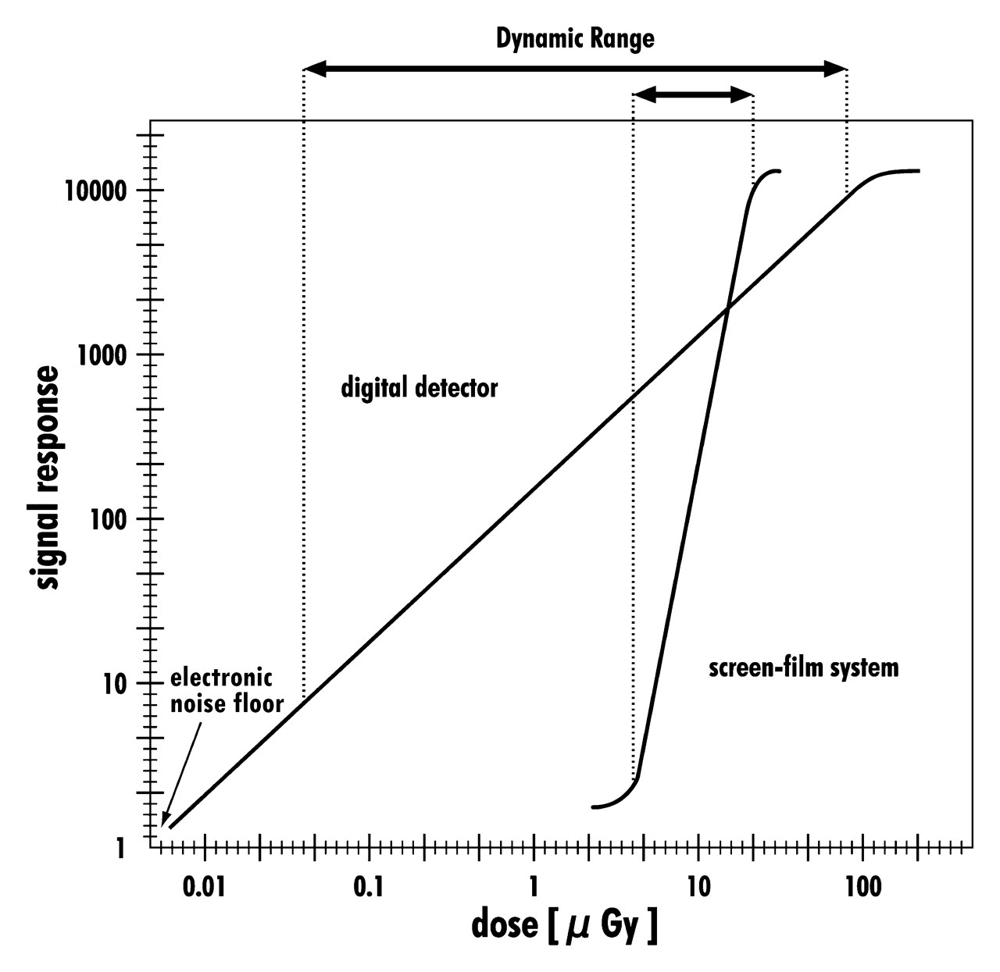 Dynamic Range
10000
1000
signal response
digital detector
100
screen-film system
10
electronic
noise floor
1
0.01 0.1 1 10 100
dose [ μ Gy ]